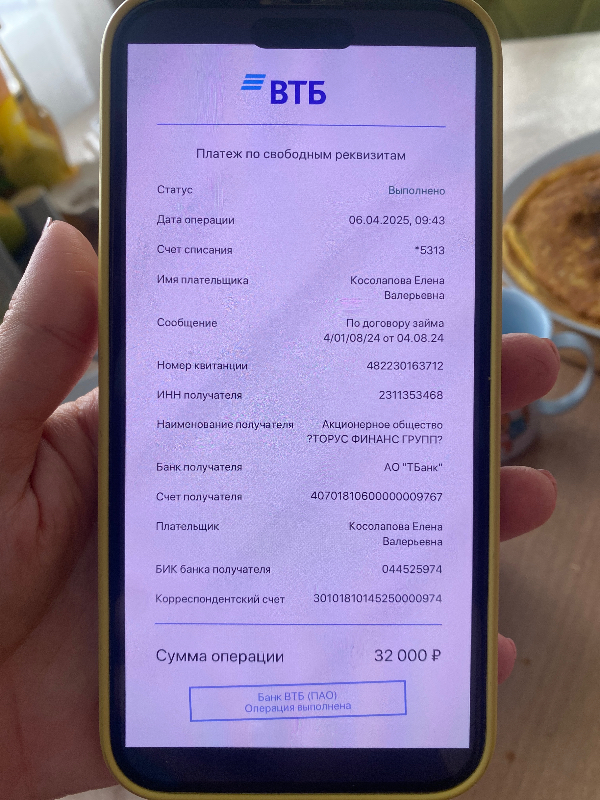 ВТБ
Платеж по свободным реквизитам
Статус Выполнено
Дата операции 06.04.2025, 09:43
Счет списания *5313
Имя плательщика Косолапова Елена
Валерьевна
Сообщение По договору займа
4/01/08/24 от 04.08.24
Номер квитанции 482230163712
ИНН получателя 2311353468
Наименование получателя Акционерное общество
?ТОРУС ФИНАНС ГРУПП?
Банк получателя АО "ТБанк"
Счет получателя 40701810600000009767
Плательщик Косолапова Елена
Валерьевна
БИК банка получателя 044525974
Корреспондентский счет 30101810145250000974
Сумма операции 32 000 ₽
Банк ВТБ (ПАО)
Операция выполнена